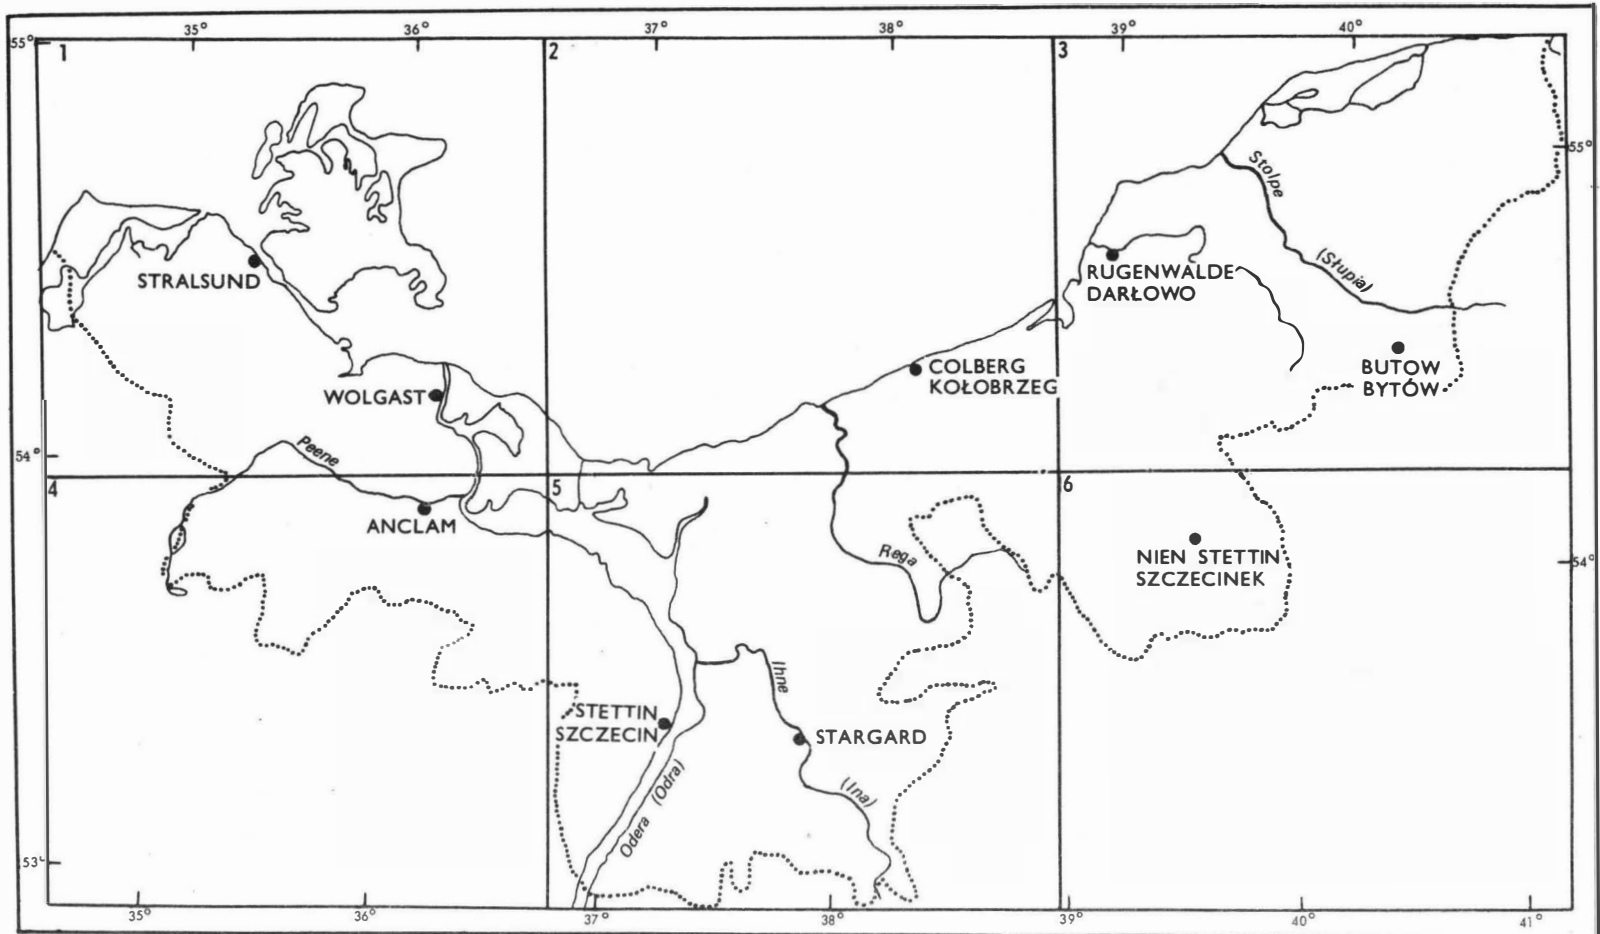 35° 36° 37° 38° 39° 40°
55° 1 2 3
55°
Stolpe
(Słupia)
STRALSUND
RUGENWALDE
DARŁOWO
COLBERG
KOŁOBRZEG
BUTOW
BYTÓW
WOLGAST
Peene
54°
4 5 6
ANCLAM
Rega
NIEN STETTIN
SZCZECINEK
54°
Ihne
STETTIN
SZCZECIN
STARGARD
(Ina)
Odera (Odra)
53°
35° 36° 37° 38° 39° 40° 41°